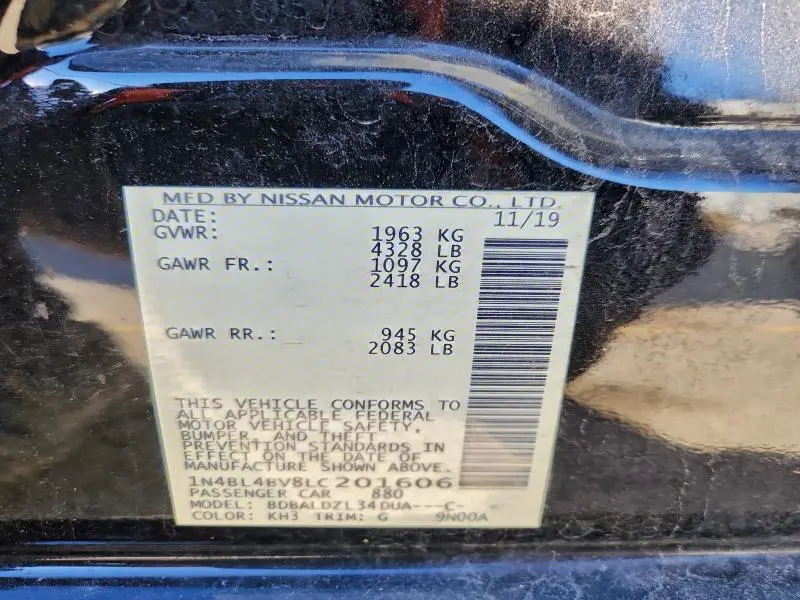 MFD BY NISSAN MOTOR CO., LTD.
DATE: 11/19
GVWR: 1963 KG
4328 LB
GAWR FR.: 1097 KG
2418 LB
GAWR RR.: 945 KG
2083 LB
THIS VEHICLE CONFORMS TO
ALL APPLICABLE FEDERAL
MOTOR VEHICLE SAFETY,
BUMPER, AND THEFT
PREVENTION STANDARDS IN
EFFECT ON THE DATE OF
MANUFACTURE SHOWN ABOVE.
1N4BL4BV8LC201606
PASSENGER CAR 880
MODEL: BDBALDZL34DUA---C-
COLOR: KH3 TRIM: G 9N00A